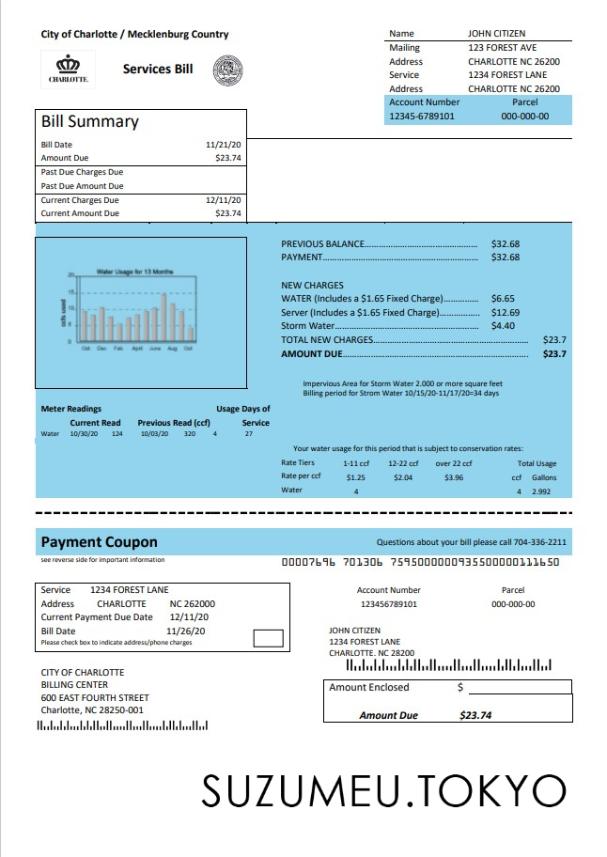 City of Charlotte / Mecklenburg Country
CHARLOTTE.
Services Bill
Name JOHN CITIZEN
Mailing 123 FOREST AVE
Address CHARLOTTE NC 26200
Service 1234 FOREST LANE
Address CHARLOTTE NC 26200
Account Number Parcel
12345-6789101 000-000-00
Bill Summary
Bill Date 11/21/20
Amount Due $23.74
Past Due Charges Due
Past Due Amount Due
Current Charges Due 12/11/20
Current Amount Due $23.74
Water Usage for 13 Months
ccfs used
20
15
10
5
0
Oct Dec Feb April June Aug Oct
PREVIOUS BALANCE........................................ $32.68
PAYMENT........................................ $32.68
NEW CHARGES
WATER (Includes a $1.65 Fixed Charge)............ $6.65
Server (Includes a $1.65 Fixed Charge)............ $12.69
Storm Water........................................ $4.40
TOTAL NEW CHARGES........................................ $23.7
AMOUNT DUE........................................ $23.7
Impervious Area for Storm Water 2.000 or more square feet
Billing period for Strom Water 10/15/20-11/17/20=34 days
Meter Readings Usage Days of
Current Read Previous Read (ccf) Service
Water 10/30/20 124 10/03/20 320 4 27
Your water usage for this period that is subject to conservation rates:
Rate Tiers 1-11 ccf 12-22 ccf over 22 ccf Total Usage
Rate per ccf $1.25 $2.04 $3.96 ccf Gallons
Water 4 4 2.992
Payment Coupon
Questions about your bill please call 704-336-2211
see reverse side for important information
00007696 701306 75950000009355000001​11650
Service 1234 FOREST LANE
Address CHARLOTTE NC 262000
Current Payment Due Date 12/11/20
Bill Date 11/26/20
Please check box to indicate address/phone charges
Account Number Parcel
123456789101 000-000-00
JOHN CITIZEN
1234 FOREST LANE
CHARLOTTE. NC 28200
CITY OF CHARLOTTE
BILLING CENTER
600 EAST FOURTH STREET
Charlotte, NC 28250-001
Amount Enclosed $
Amount Due $23.74
SUZUMEU.TOKYO